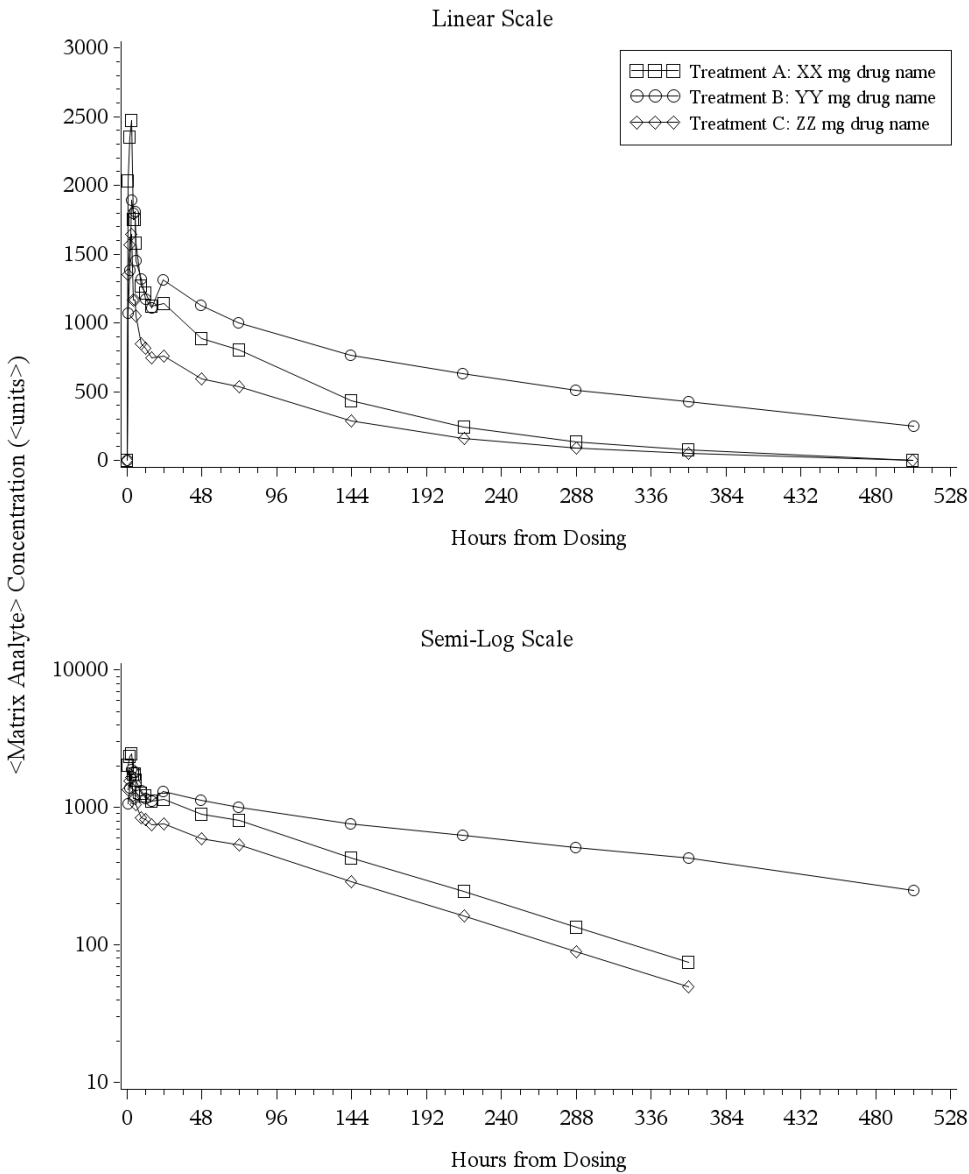 Linear Scale
3000
2500
2000
1500
1000
500
0
Treatment A: XX mg drug name
Treatment B: YY mg drug name
Treatment C: ZZ mg drug name
0 48 96 144 192 240 288 336 384 432 480 528
Hours from Dosing
<Matrix Analyte> Concentration (<units>)
Semi-Log Scale
10000
1000
100
10
0 48 96 144 192 240 288 336 384 432 480 528
Hours from Dosing